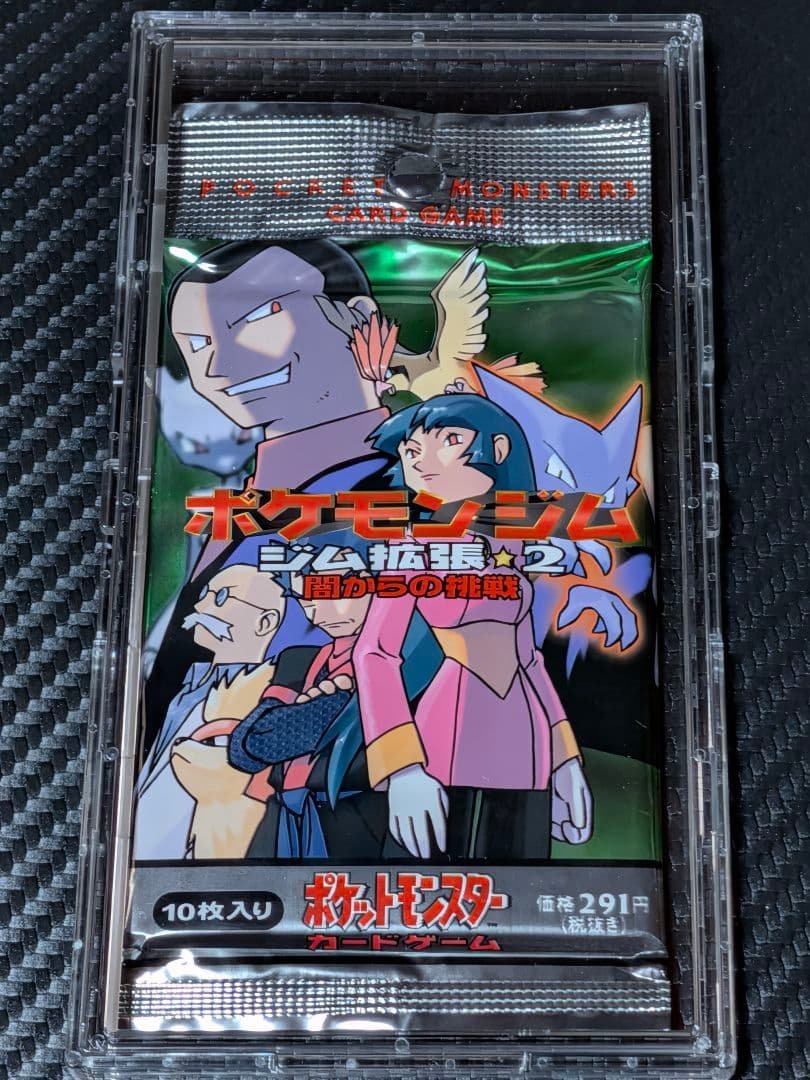 POCKET MONSTERS
CARD GAME
ポケモンジム
ジム拡張★2
闇からの挑戦
10枚入り
ポケットモンスター
カードゲーム
価格291円
(税抜き)